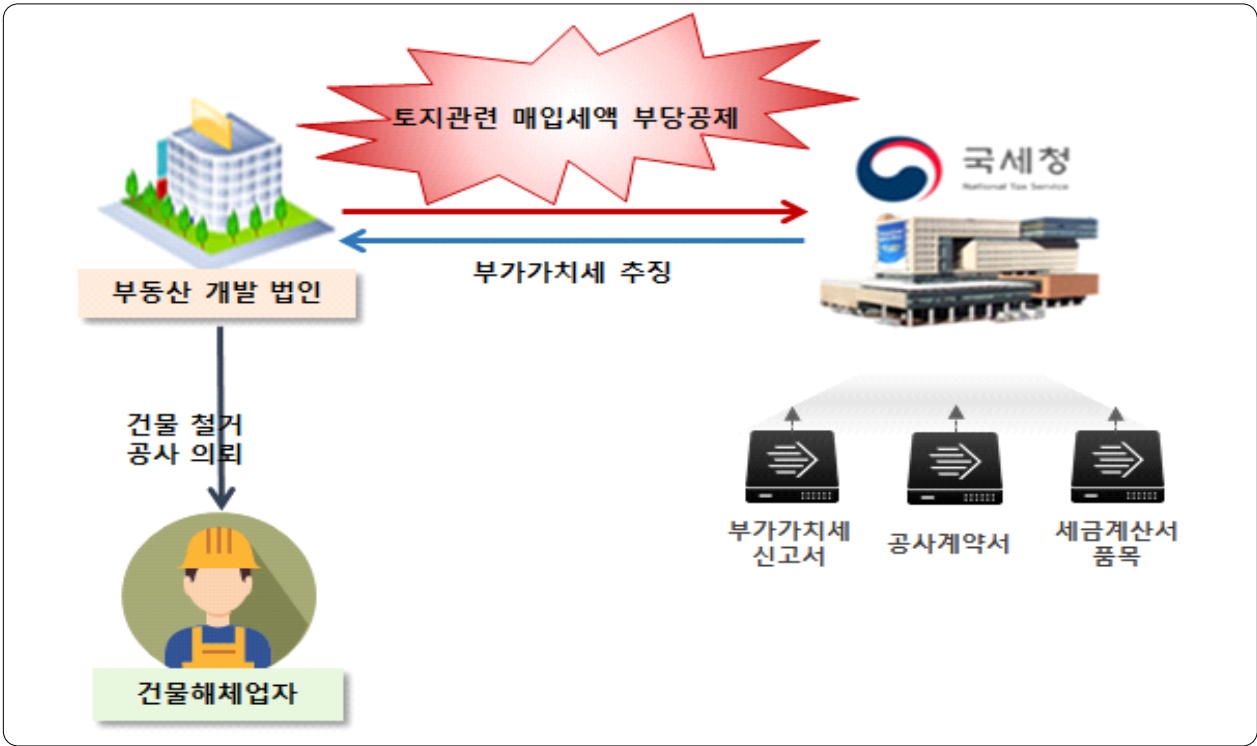 토지관련 매입세액 부당공제
국세청
National Tax Service
부가가치세 추징
부동산 개발 법인
건물 철거
공사 의뢰
부가가치세
신고서
공사계약서
세금계산서
품목
건물해체업자